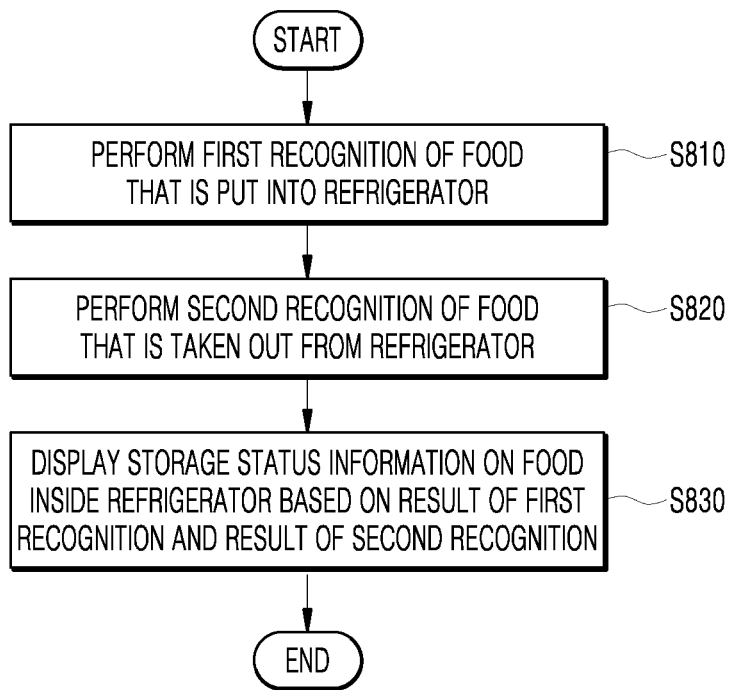 START
PERFORM FIRST RECOGNITION OF FOOD
THAT IS PUT INTO REFRIGERATOR
S810
PERFORM SECOND RECOGNITION OF FOOD
THAT IS TAKEN OUT FROM REFRIGERATOR
S820
DISPLAY STORAGE STATUS INFORMATION ON FOOD
INSIDE REFRIGERATOR BASED ON RESULT OF FIRST
RECOGNITION AND RESULT OF SECOND RECOGNITION
S830
END